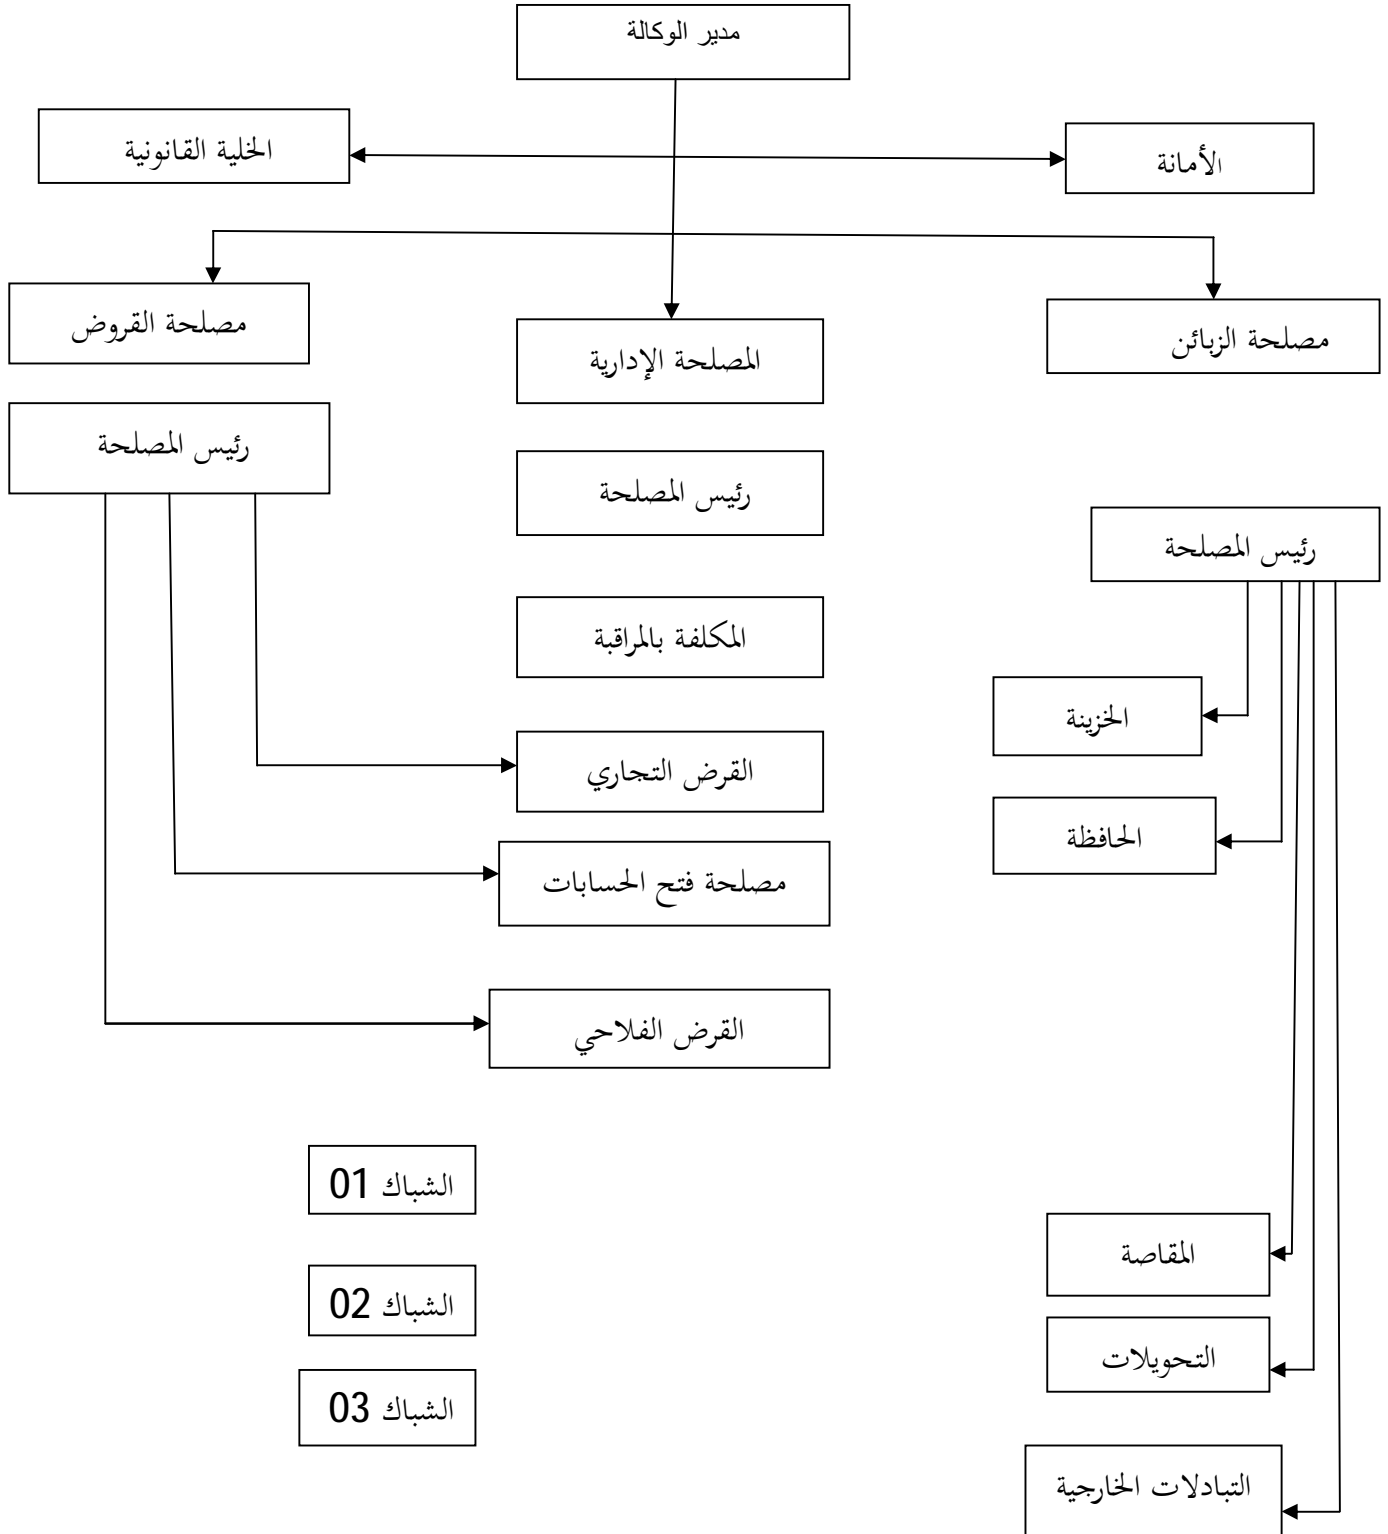 مدير الوكالة
الأمانة
الخلية القانونية
مصلحة الزبائن
المصلحة الإدارية
مصلحة القروض
رئيس المصلحة
رئيس المصلحة
رئيس المصلحة
المكلفة بالمراقبة
الخزينة
القرض التجاري
الحافظة
مصلحة فتح الحسابات
القرض الفلاحي
الشباك 01
المقاصة
الشباك 02
التحويلات
الشباك 03
التبادلات الخارجية